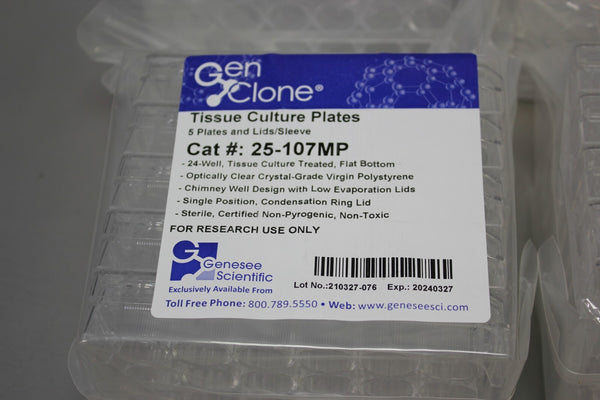 Gen
Clone®
Tissue Culture Plates
5 Plates and Lids/Sleeve
Cat #: 25-107MP
- 24-Well, Tissue Culture Treated, Flat Bottom
- Optically Clear Crystal-Grade Virgin Polystyrene
- Chimney Well Design with Low Evaporation Lids
- Single Position, Condensation Ring Lid
- Sterile, Certified Non-Pyrogenic, Non-Toxic
FOR RESEARCH USE ONLY
Genesee
Scientific
Exclusively Available From
Lot No.:210327-076 Exp.: 20240327
Toll Free Phone: 800.789.5550 • Web: www.geneseesci.com